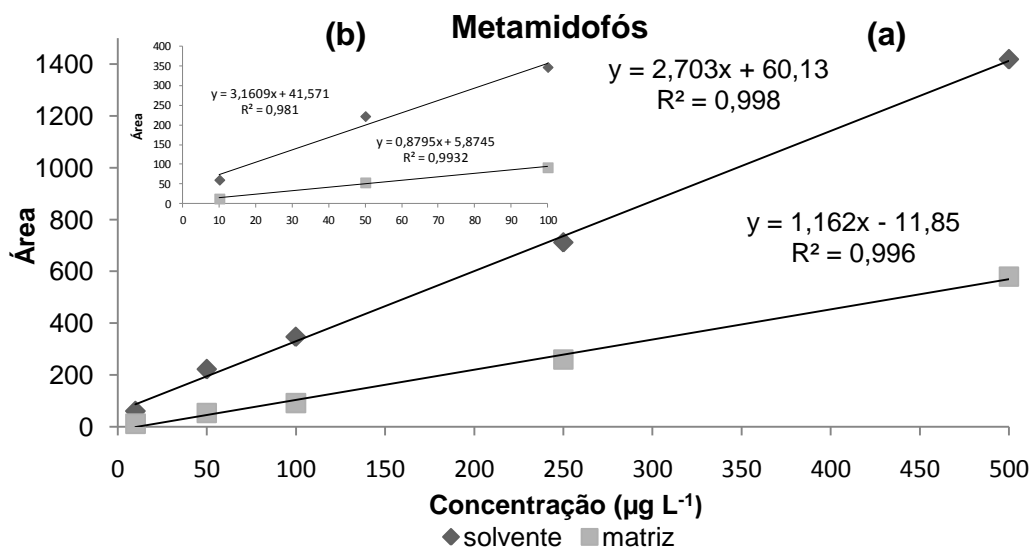 Metamidofós
(b)
(a)
y = 2,703x + 60,13
R² = 0,998
y = 1,162x - 11,85
R² = 0,996
Área
1400
1200
1000
800
600
400
200
0
0 50 100 150 200 250 300 350 400 450 500
Concentração (µg L⁻¹)
solvente matriz
y = 3,1609x + 41,571
R² = 0,981
y = 0,8795x + 5,8745
R² = 0,9932
Área
400
350
300
250
200
150
100
50
0
0 10 20 30 40 50 60 70 80 90 100